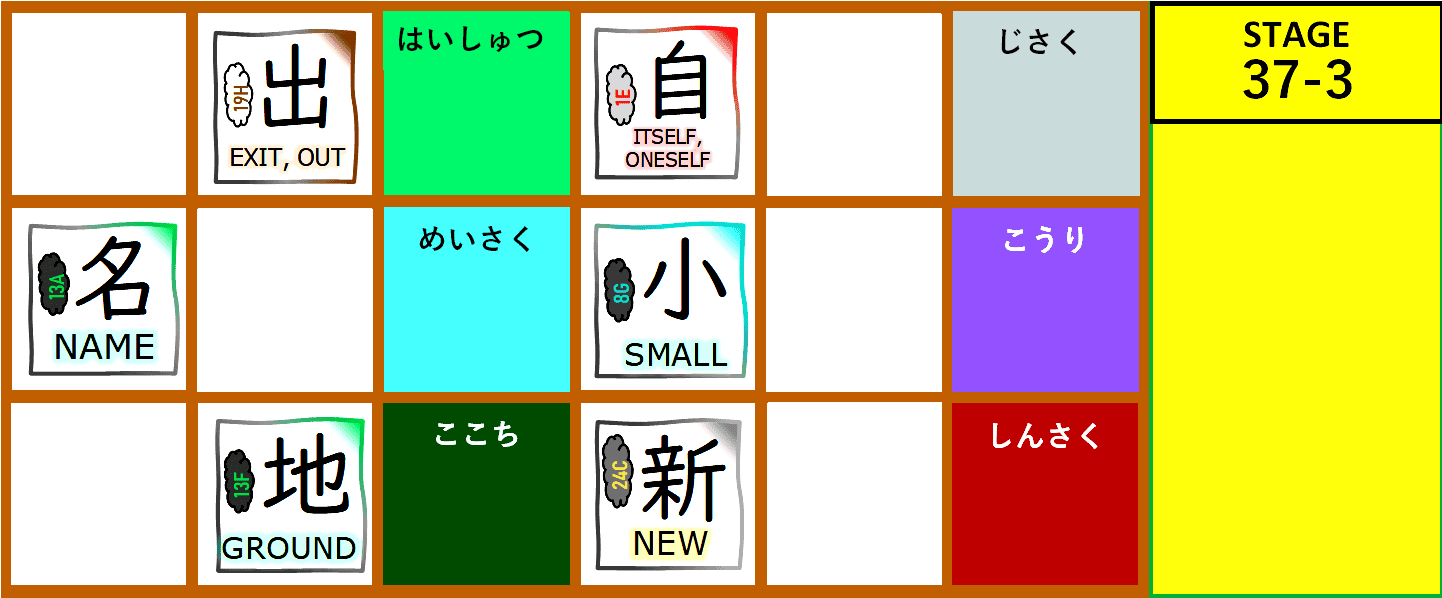 出
19H
EXIT, OUT
はいしゅつ
自
1E
ITSELF,
ONESELF
じさく
STAGE
37-3
名
13A
NAME
めいさく
小
8G
SMALL
こうり
地
13F
GROUND
ここち
新
24C
NEW
しんさく